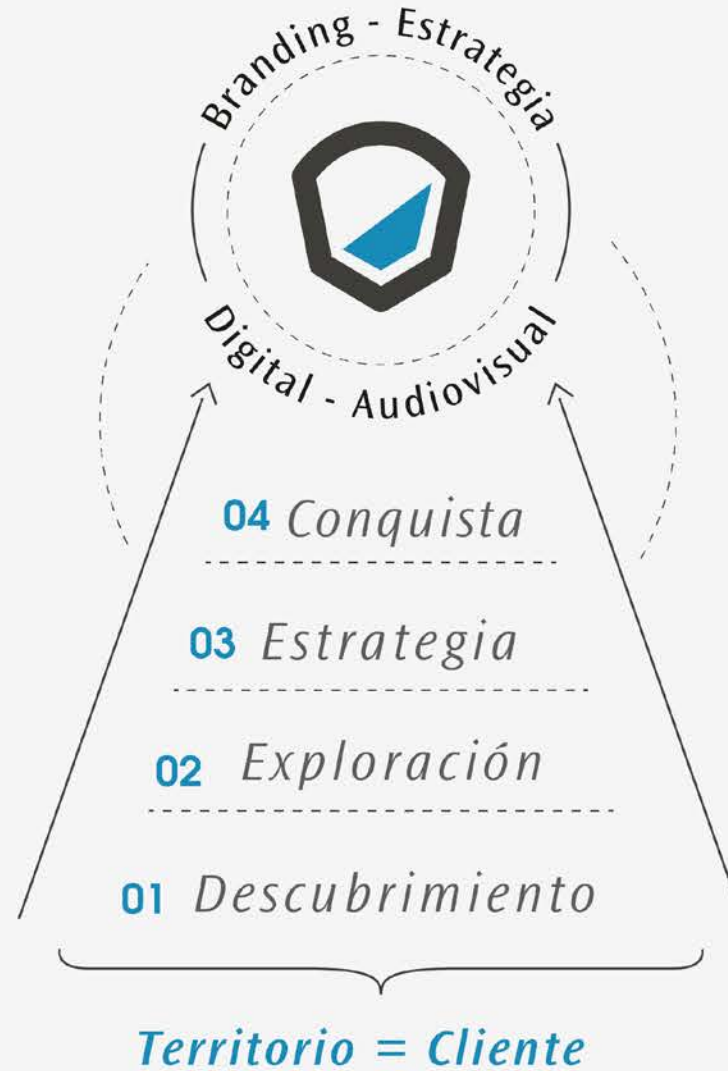 Branding - Estrategia
Digital - Audiovisual
04 Conquista
03 Estrategia
02 Exploración
01 Descubrimiento
Territorio = Cliente